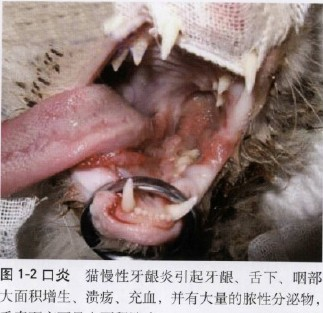 图 1-2 口炎 猫慢性牙龈炎引起牙龈、舌下、咽部
大面积增生、溃疡、充血，并有大量的脓性分泌物，